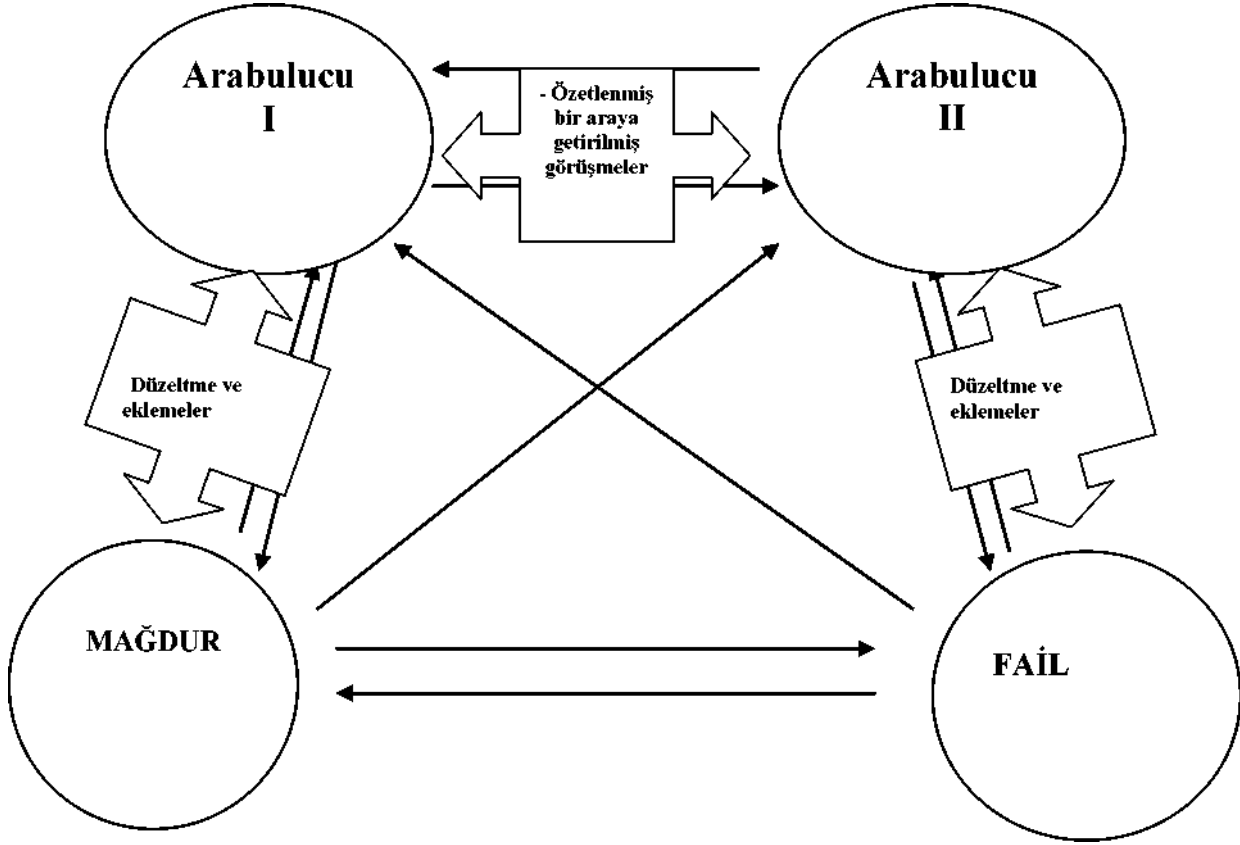 Arabulucu
I
Arabulucu
II
- Özetlenmiş
bir araya
getirilmiş
görüşmeler
Düzeltme ve
eklemeler
Düzeltme ve
eklemeler
MAĞDUR
FAİL